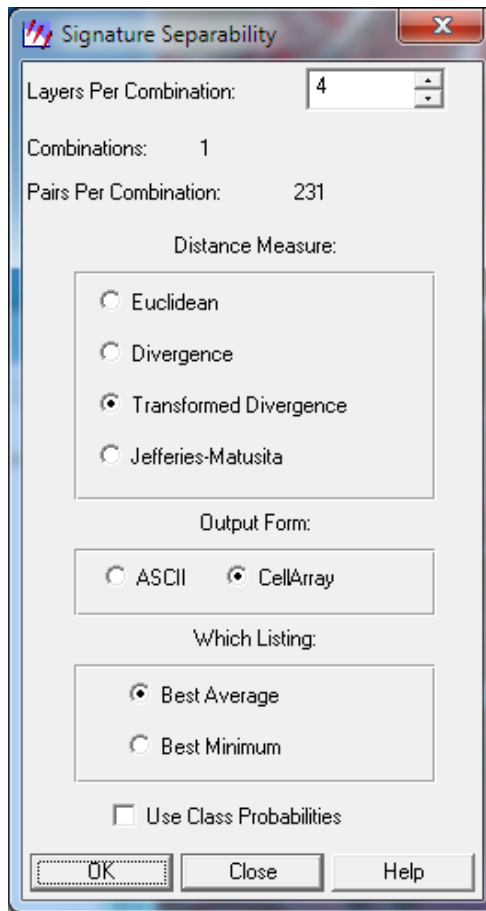 Signature Separability
Layers Per Combination: 4
Combinations: 1
Pairs Per Combination: 231
Distance Measure:
Euclidean
Divergence
Transformed Divergence
Jefferies-Matusita
Output Form:
ASCII CellArray
Which Listing:
Best Average
Best Minimum
Use Class Probabilities
OK Close Help